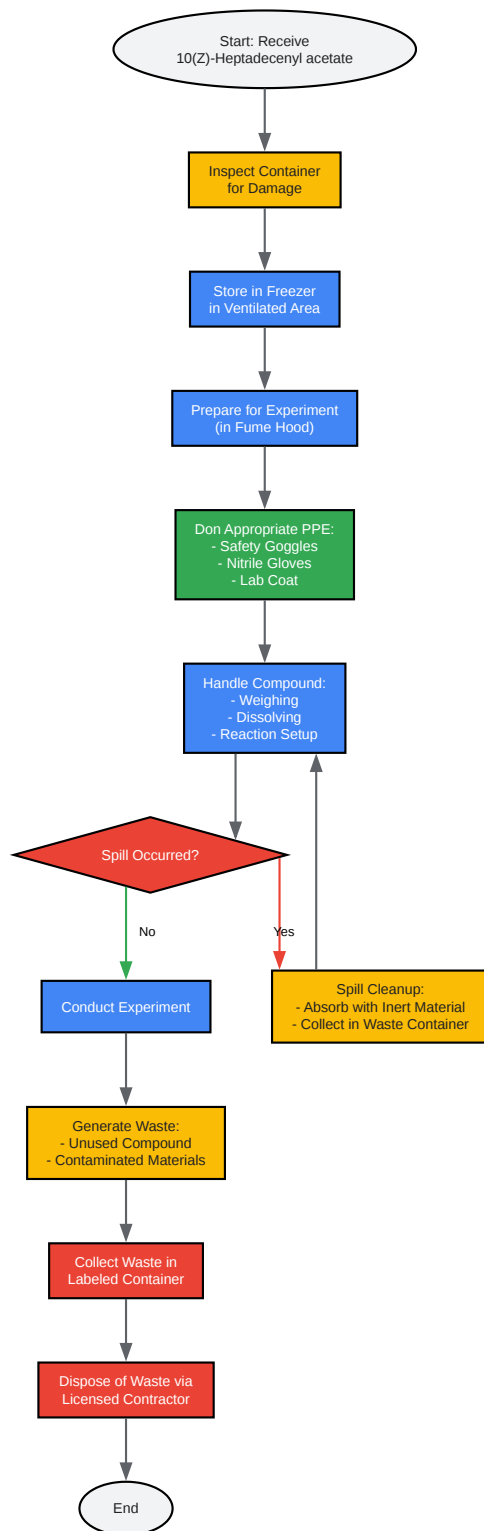 Start: Receive
10(Z)-Heptadecenyl acetate
Inspect Container
for Damage
Store in Freezer
in Ventilated Area
Prepare for Experiment
(in Fume Hood)
Don Appropriate PPE:
- Safety Goggles
- Nitrile Gloves
- Lab Coat
Handle Compound:
- Weighing
- Dissolving
- Reaction Setup
Spill Occurred?
No
Yes
Spill Cleanup:
- Absorb with Inert Material
- Collect in Waste Container
Conduct Experiment
Generate Waste:
- Unused Compound
- Contaminated Materials
Collect Waste in
Labeled Container
Dispose of Waste via
Licensed Contractor
End